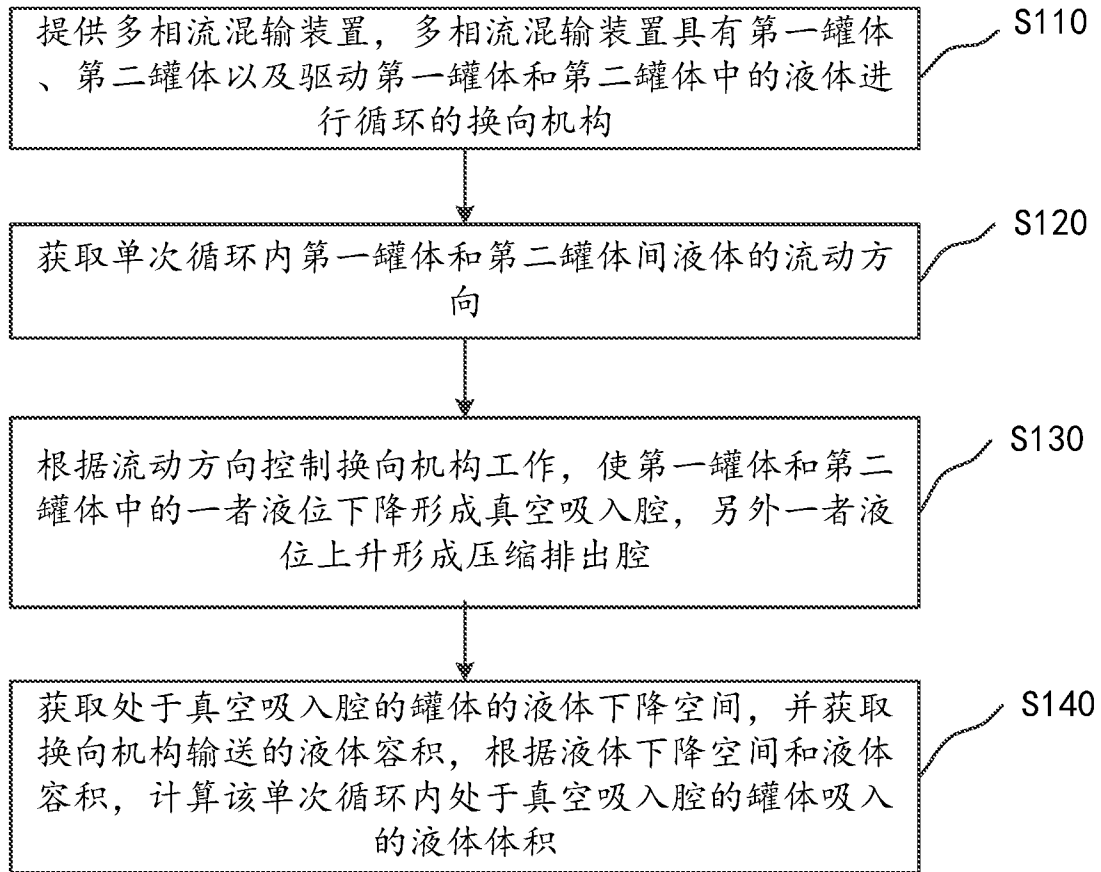 提供多相流混输装置，多相流混输装置具有第一罐体
、第二罐体以及驱动第一罐体和第二罐体中的液体进
行循环的换向机构
S110
获取单次循环内第一罐体和第二罐体间液体的流动方
向
S120
根据流动方向控制换向机构工作，使第一罐体和第二
罐体中的一者液位下降形成真空吸入腔，另外一者液
位上升形成压缩排出腔
S130
获取处于真空吸入腔的罐体的液体下降空间，并获取
换向机构输送的液体容积，根据液体下降空间和液体
容积，计算该单次循环内处于真空吸入腔的罐体吸入
的液体体积
S140